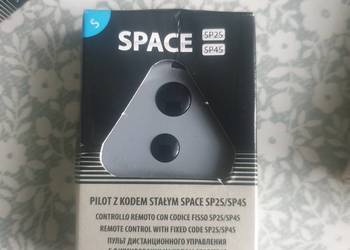 S
SPACE SP2S
SP4S
PILOT Z KODEM STAŁYM SPACE SP2S/SP4S
CONTROLLO REMOTO CON CODICE FISSO SP2S/SP4S
REMOTE CONTROL WITH FIXED CODE SP2S/SP4S
ПУЛЬТ ДИСТАНЦИОННОГО УПРАВЛЕНИЯ